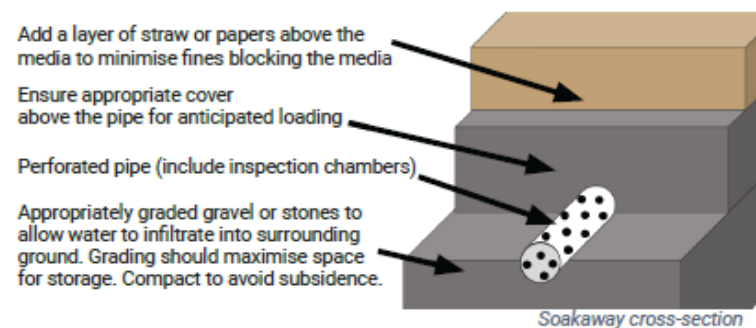 Add a layer of straw or papers above the
media to minimise fines blocking the media
Ensure appropriate cover
above the pipe for anticipated loading
Perforated pipe (include inspection chambers)
Appropriately graded gravel or stones to
allow water to infiltrate into surrounding
ground. Grading should maximise space
for storage. Compact to avoid subsidence.
Soakaway cross-section